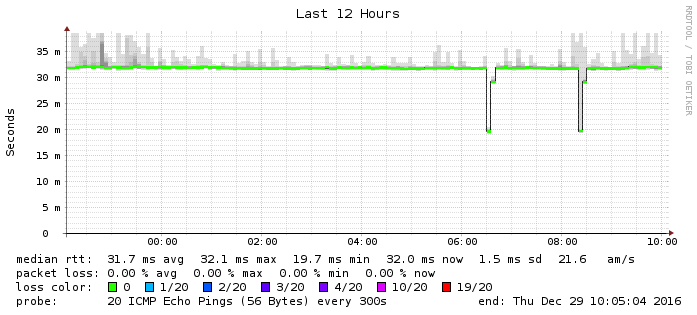 Last 12 Hours
RRDTOOL / TOBI OETIKER
Seconds
35 m
30 m
25 m
20 m
15 m
10 m
5 m
0
00:00 02:00 04:00 06:00 08:00 10:00
median rtt: 31.7 ms avg 32.1 ms max 19.7 ms min 32.0 ms now 1.5 ms sd 21.6 am/s
packet loss: 0.00 % avg 0.00 % max 0.00 % min 0.00 % now
loss color: 0 1/20 2/20 3/20 4/20 10/20 19/20
probe: 20 ICMP Echo Pings (56 Bytes) every 300s end: Thu Dec 29 10:05:04 2016